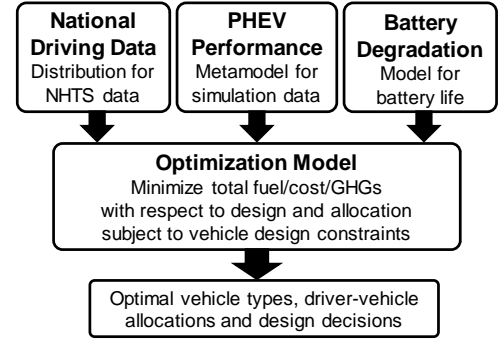 National
Driving Data
Distribution for
NHTS data
PHEV
Performance
Metamodel for
simulation data
Battery
Degradation
Model for
battery life
Optimization Model
Minimize total fuel/cost/GHGs
with respect to design and allocation
subject to vehicle design constraints
Optimal vehicle types, driver-vehicle
allocations and design decisions